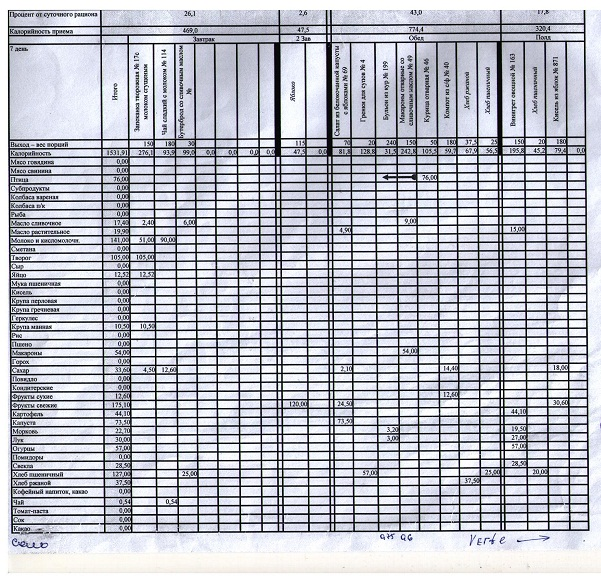 Процент от суточного рациона 26,1 2,6 43,0 17,8
Калорийность приема 469,0 47,5 774,4 320,4
7 день Завтрак 2 Зав Обед Полд
Итого
Запеканка творожная № 17с молоком сгущеным
Чай сладкий с молоком № 114
Бутерброд со сливочным маслом №
Яблоко
Салат из белокочанной капусты с яблоками № 69
Гренки для супов № 4
Бульон из кур № 199
Макароны отварные со сливочным маслом № 49
Курица отварная № 46
Компот из с/ф № 40
Хлеб ржаной
Хлеб пшеничный
Винегрет овощной № 163
Хлеб пшеничный
Кисель из яблок № 871
Выход – вес порций 150 180 30 115 70 20 240 150 50 180 37,5 25 150 20 180
Калорийность 1531,91 276,1 93,9 99,0 0,0 0,0 0,0 47,5 0,0 81,8 128,8 31,5 242,8 105,5 59,7 67,9 56,5 195,8 45,2 79,4 0,0
Мясо говядина 0,00
Мясо свинина 0,00
Птица 76,00 76,00
Субпродукты 0,00
Колбаса вареная 0,00
Колбаса п/к 0,00
Рыба 0,00
Масло сливочное 17,40 2,40 6,00 9,00
Масло растительное 19,90 4,90 15,00
Молоко и кисломолочн. 141,00 51,00 90,00
Сметана 0,00
Творог 105,00 105,00
Сыр 0,00
Яйцо 12,52 12,52
Мука пшеничная 0,00
Кисель 0,00
Крупа перловая 0,00
Крупа гречневая 0,00
Геркулес 0,00
Крупа манная 10,50 10,50
Рис 0,00
Пшено 0,00
Макароны 54,00 54,00
Горох 0,00
Сахар 33,60 4,50 12,60 2,10 14,40 18,00
Повидло 0,00
Кондитерские 0,00
Фрукты сухие 12,60 12,60
Фрукты свежие 175,10 120,00 24,50 30,60
Картофель 44,10 44,10
Капуста 73,50 73,50
Морковь 22,70 3,20 19,50
Лук 30,00 3,00 27,00
Огурцы 57,00 57,00
Помидоры 0,00
Свекла 28,50 28,50
Хлеб пшеничный 127,00 25,00 57,00 25,00 20,00
Хлеб ржаной 37,50 37,50
Кофейный напиток, какао 0,00
Чай 0,54 0,54
Томат-паста 0,00
Сок 0,00
Какао 0,00